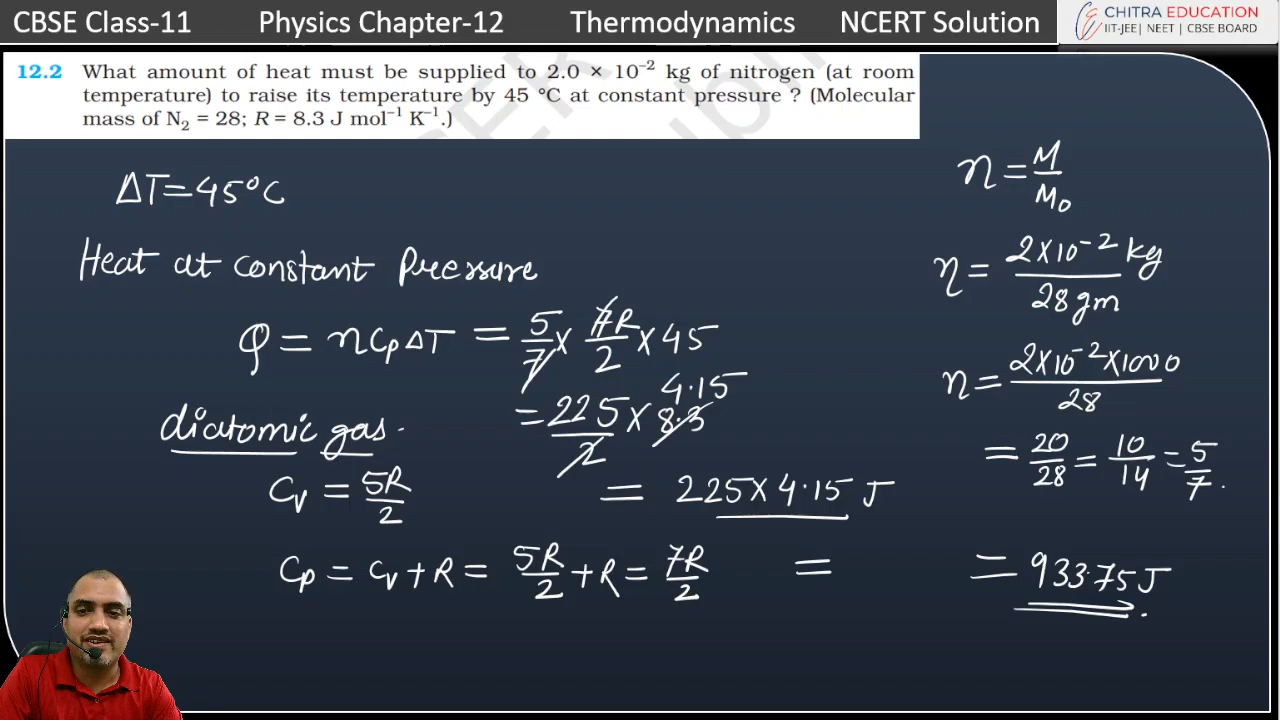 CBSE Class-11 Physics Chapter-12 Thermodynamics NCERT Solution
CHITRA EDUCATION
IIT-JEE| NEET | CBSE BOARD
12.2 What amount of heat must be supplied to 2.0 × 10⁻² kg of nitrogen (at room
temperature) to raise its temperature by 45 °C at constant pressure ? (Molecular
mass of N₂ = 28; R = 8.3 J mol⁻¹ K⁻¹.)
ΔT=45°C
Heat at constant Pressure
Q = nCpΔT = 5/7 × 7R/2 × 45
= 225/2 × 8.3 4.15
diatomic gas.
Cv = 5R/2
= 225×4.15 J
Cp = Cv + R = 5R/2 + R = 7R/2 =
n = M/M₀
n = 2×10⁻² kg/28 gm
n = 2×10⁻²×1000/28
= 20/28 = 10/14 = 5/7.
= 933.75 J.